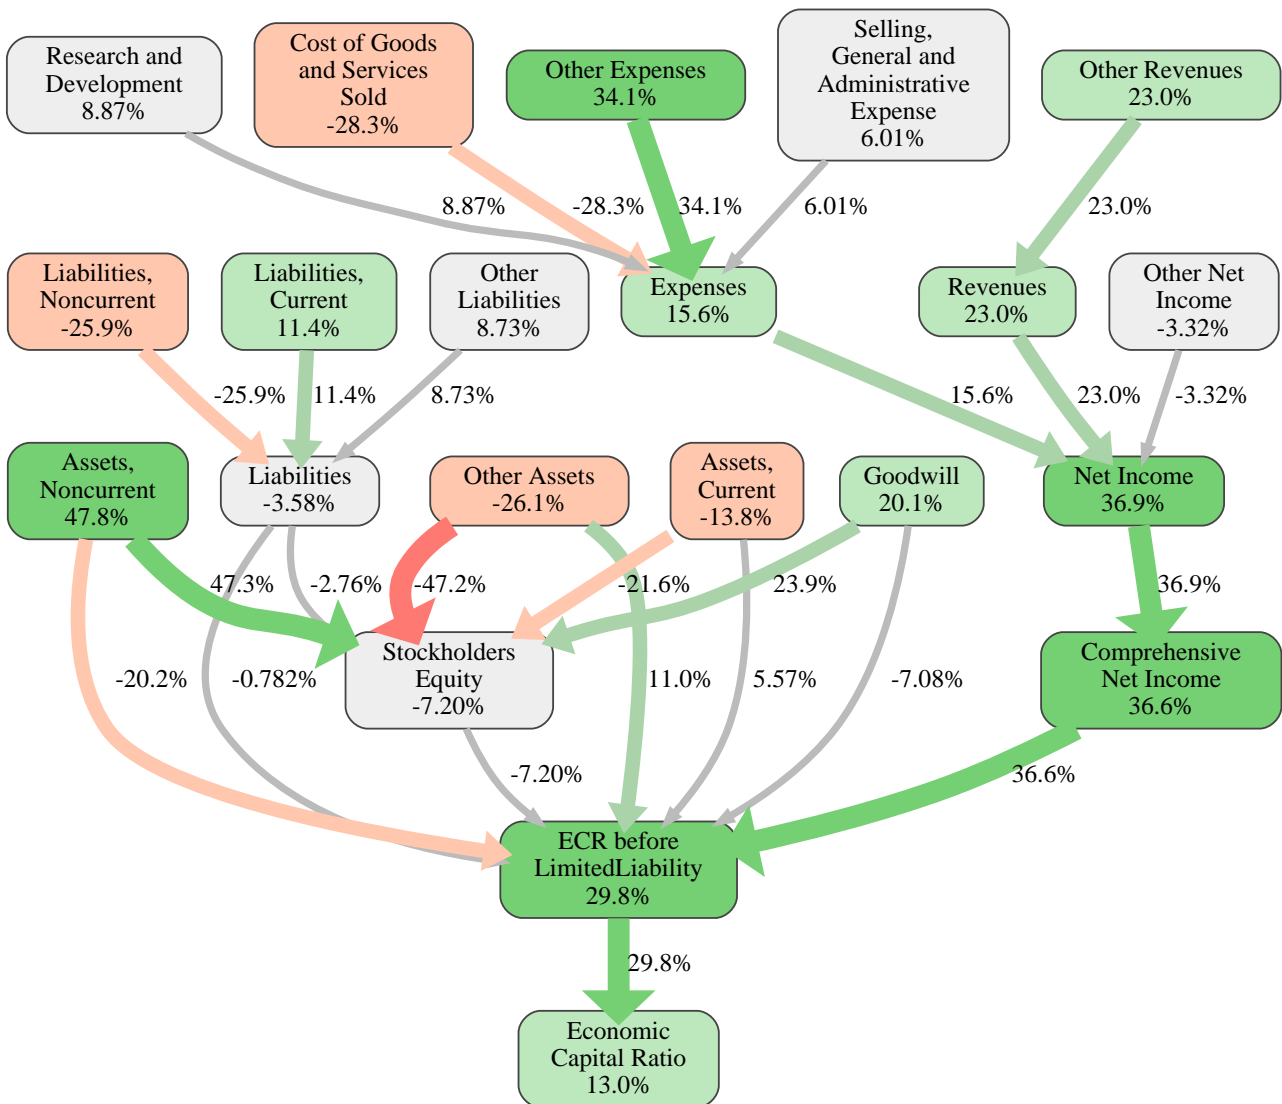 Research and
Development
8.87%
Cost of Goods
and Services
Sold
-28.3%
Other Expenses
34.1%
Selling,
General and
Administrative
Expense
6.01%
Other Revenues
23.0%
8.87%
-28.3%
34.1%
6.01%
23.0%
Liabilities,
Noncurrent
-25.9%
Liabilities,
Current
11.4%
Other
Liabilities
8.73%
Expenses
15.6%
Revenues
23.0%
Other Net
Income
-3.32%
-25.9%
11.4%
8.73%
15.6%
23.0%
-3.32%
Assets,
Noncurrent
47.8%
Liabilities
-3.58%
Other Assets
-26.1%
Assets,
Current
-13.8%
Goodwill
20.1%
Net Income
36.9%
47.3%
-2.76%
-47.2%
-21.6%
23.9%
36.9%
Stockholders
Equity
-7.20%
Comprehensive
Net Income
36.6%
-20.2%
-0.782%
11.0%
5.57%
-7.08%
-7.20%
36.6%
ECR before
LimitedLiability
29.8%
29.8%
Economic
Capital Ratio
13.0%